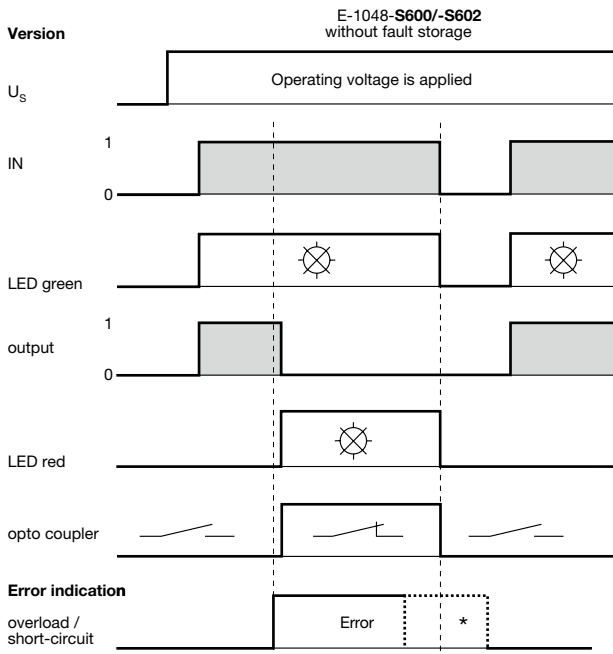 E-1048-S600/-S602
Version
without fault storage
Operating voltage is applied
US
1
IN
0
LED green
1
output
0
LED red
opto coupler
Error indication
overload /
short-circuit
Error
*